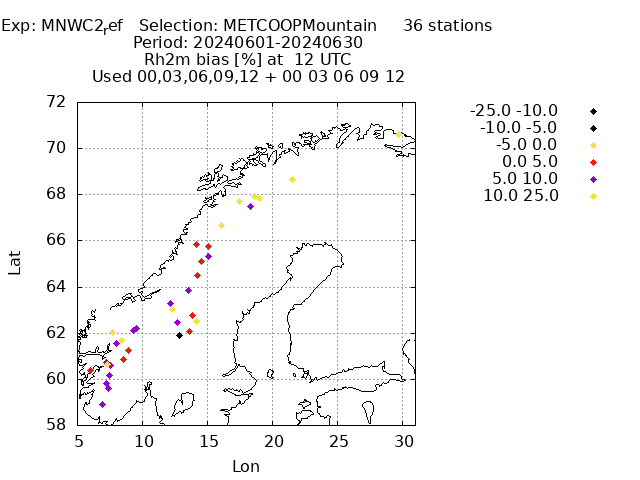 Exp: MNWC2ref Selection: METCOOPMountain 36 stations
Period: 20240601-20240630
Rh2m bias [%] at 12 UTC
Used 00,03,06,09,12 + 00 03 06 09 12
-25.0 -10.0
-10.0 -5.0
-5.0 0.0
0.0 5.0
5.0 10.0
10.0 25.0
72
70
68
66
64
62
60
58
Lat
5 10 15 20 25 30
Lon